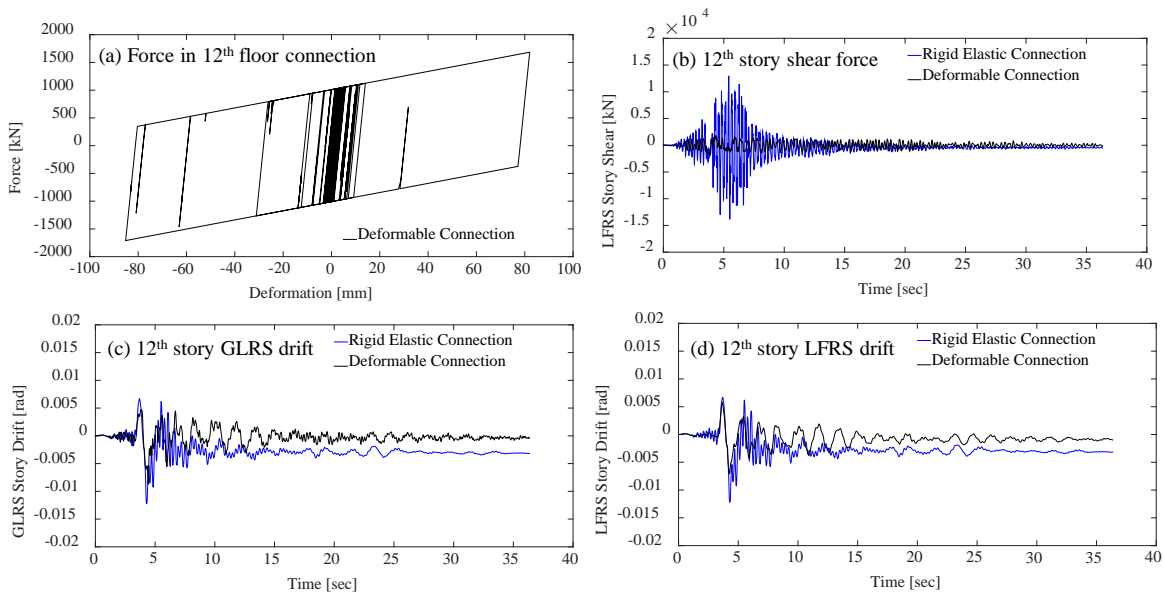 (a) Force in 12th floor connection
Force [kN]
2000
1500
1000
500
0
-500
-1000
-1500
-2000
Deformable Connection
-100 -80 -60 -40 -20 0 20 40 60 80 100
Deformation [mm]
× 10 4
(b) 12th story shear force
Rigid Elastic Connection
Deformable Connection
LFRS Story Shear [kN]
2
1.5
1
0.5
0
-0.5
-1
-1.5
-2
0 5 10 15 20 25 30 35 40
Time [sec]
(c) 12th story GLRS drift
Rigid Elastic Connection
Deformable Connection
GLRS Story Drift [rad]
0.02
0.015
0.01
0.005
0
-0.005
-0.01
-0.015
-0.02
0 5 10 15 20 25 30 35 40
Time [sec]
(d) 12th story LFRS drift
Rigid Elastic Connection
Deformable Connection
LFRS Story Drift [rad]
0.02
0.015
0.01
0.005
0
-0.005
-0.01
-0.015
-0.02
0 5 10 15 20 25 30 35 40
Time [sec]